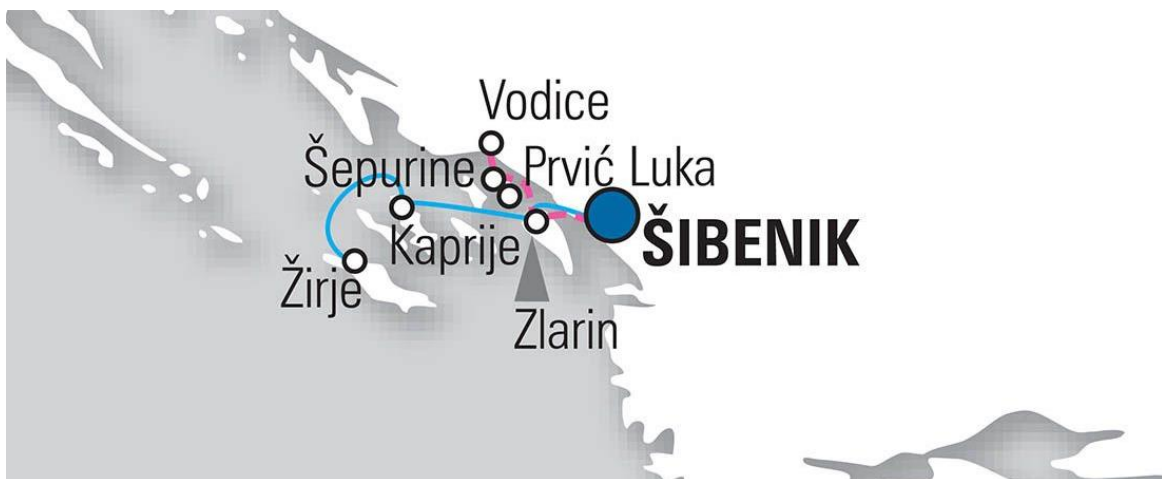 Vodice
Šepurine
Prvić Luka
Kaprije
ŠIBENIK
Žirje
Zlarin